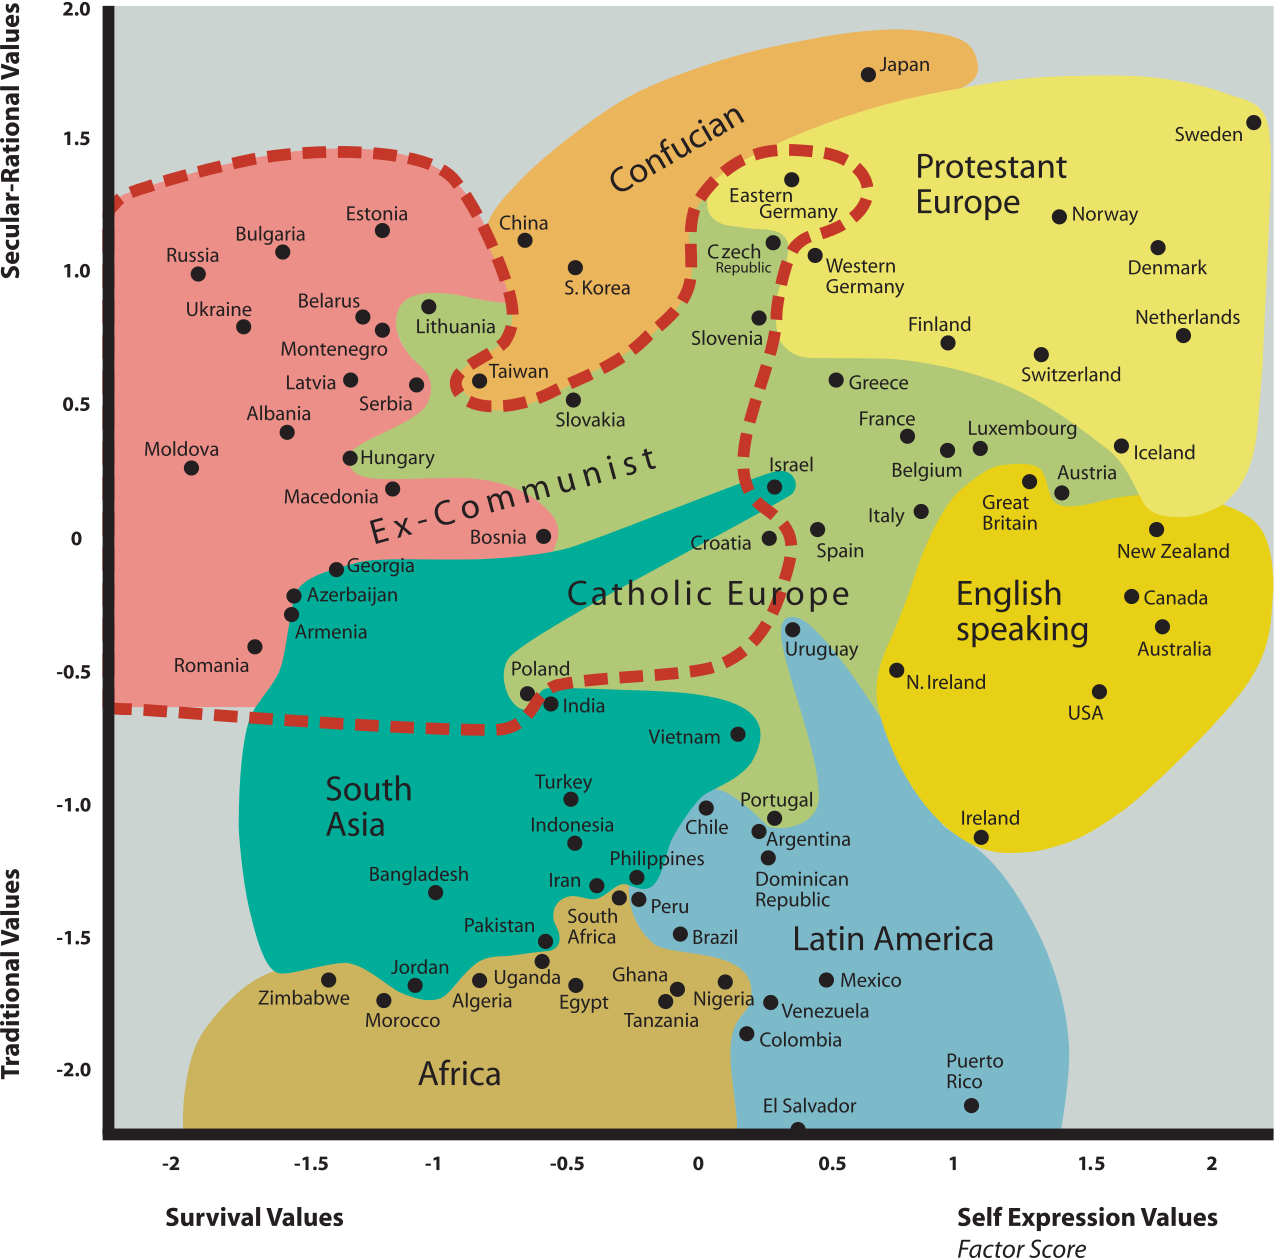 Secular-Rational Values
Traditional Values
2.0
1.5
1.0
0.5
0
-0.5
-1.0
-1.5
-2.0
Japan
Confucian
Sweden
Protestant
Europe
Eastern
Germany
Norway
Estonia
China
Bulgaria
Czech
Republic
Denmark
Russia
Western
Germany
S. Korea
Belarus
Ukraine
Lithuania
Netherlands
Finland
Slovenia
Montenegro
Switzerland
Taiwan
Latvia
Greece
Serbia
Albania
Slovakia
France
Luxembourg
Moldova
Hungary
Belgium
Iceland
Israel
Austria
Macedonia
Great
Britain
Ex-Communist
Italy
Bosnia
Croatia
Spain
New Zealand
Georgia
Azerbaijan
Catholic Europe
English
speaking
Canada
Armenia
Australia
Romania
Uruguay
Poland
N. Ireland
India
USA
Vietnam
South
Asia
Turkey
Portugal
Indonesia
Chile
Ireland
Argentina
Philippines
Bangladesh
Iran
Dominican
Republic
Peru
South
Africa
Pakistan
Brazil
Latin America
Jordan
Uganda
Ghana
Mexico
Zimbabwe
Algeria
Egypt
Nigeria
Venezuela
Morocco
Tanzania
Colombia
Africa
Puerto
Rico
El Salvador
-2
-1.5
-1
-0.5
0
0.5
1
1.5
2
Survival Values
Self Expression Values
Factor Score